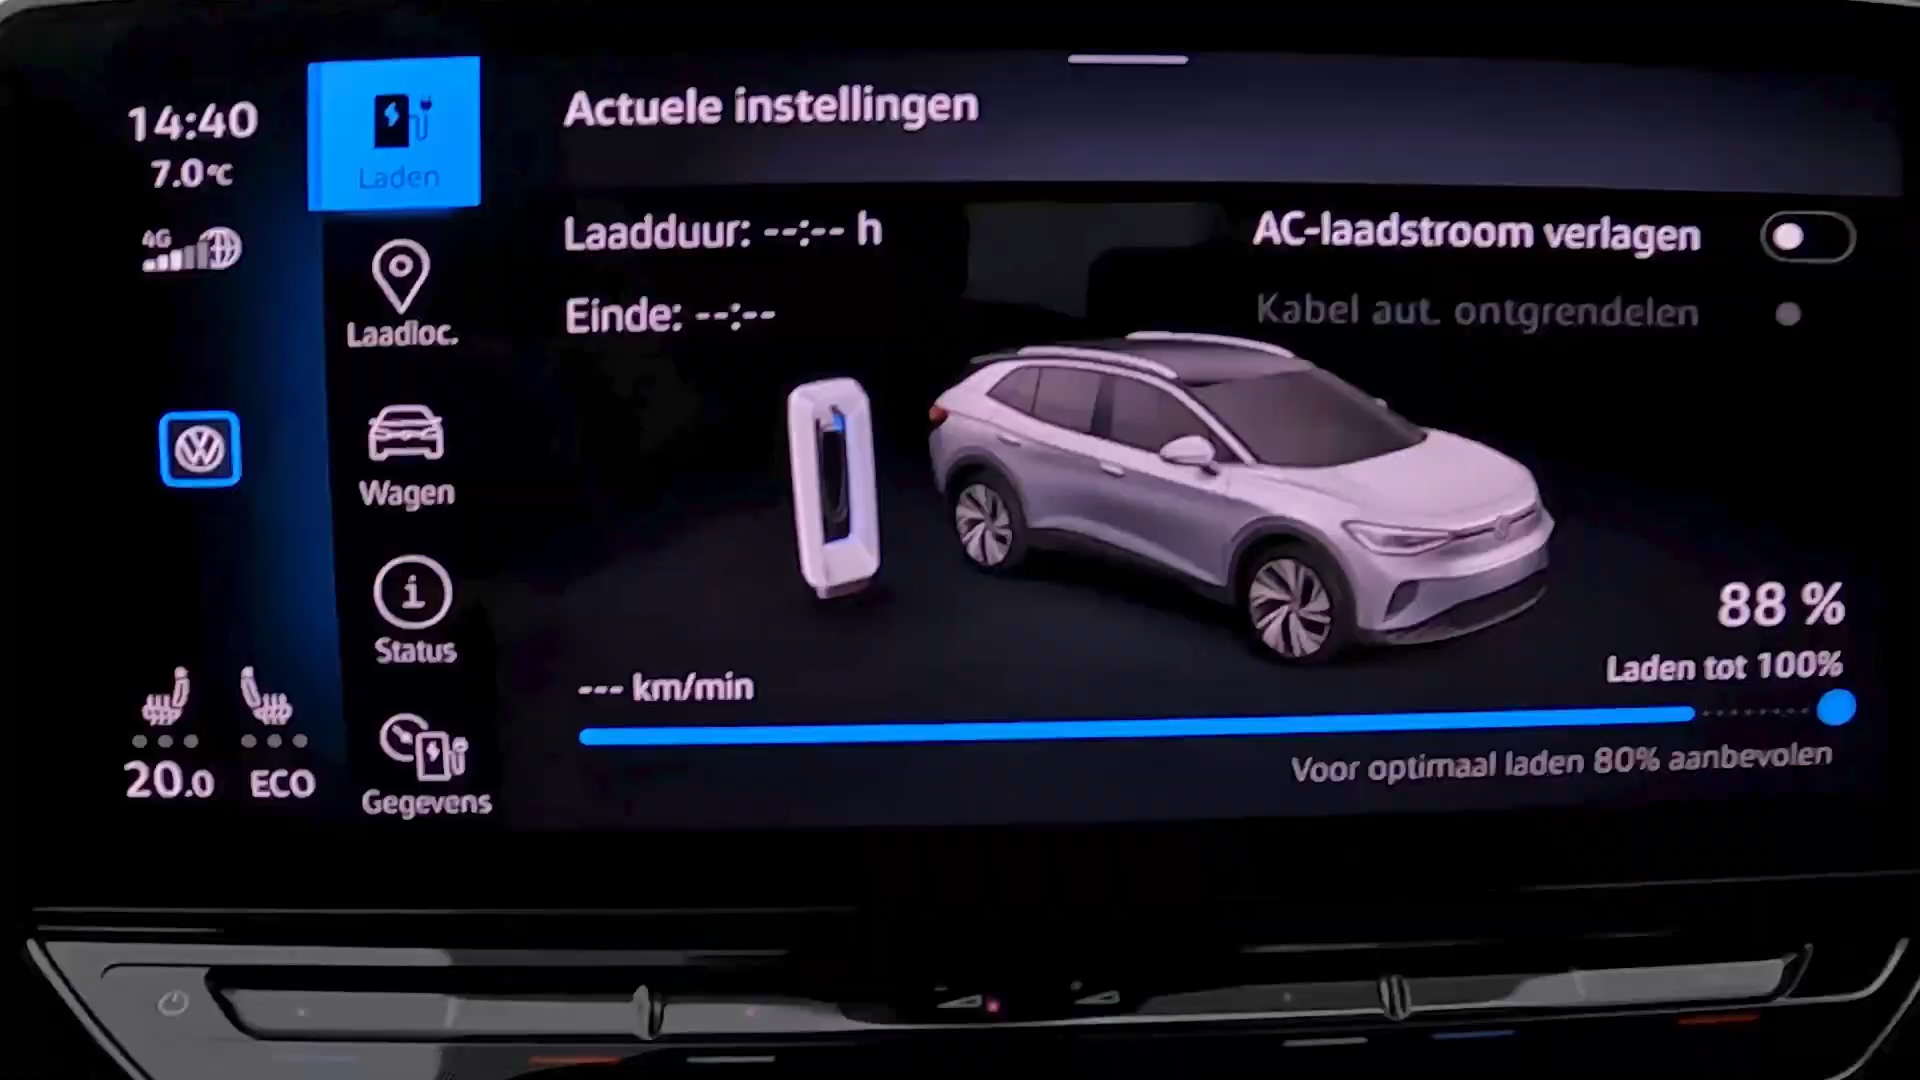 14:40
7.0°C
4G
Laden
Laadloc.
Wagen
Status
Gegevens
20.0
ECO
Actuele instellingen
Laadduur: --:-- h
Einde: --:--
AC-laadstroom verlagen
Kabel aut. ontgrendelen
88 %
Laden tot 100%
--- km/min
Voor optimaal laden 80% aanbevolen